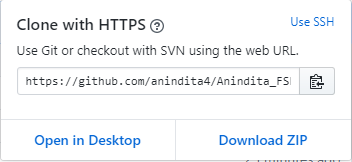 Clone with HTTPS ? Use SSH
Use Git or checkout with SVN using the web URL.
https://github.com/anindita4/Anindita_FS
Open in Desktop Download ZIP